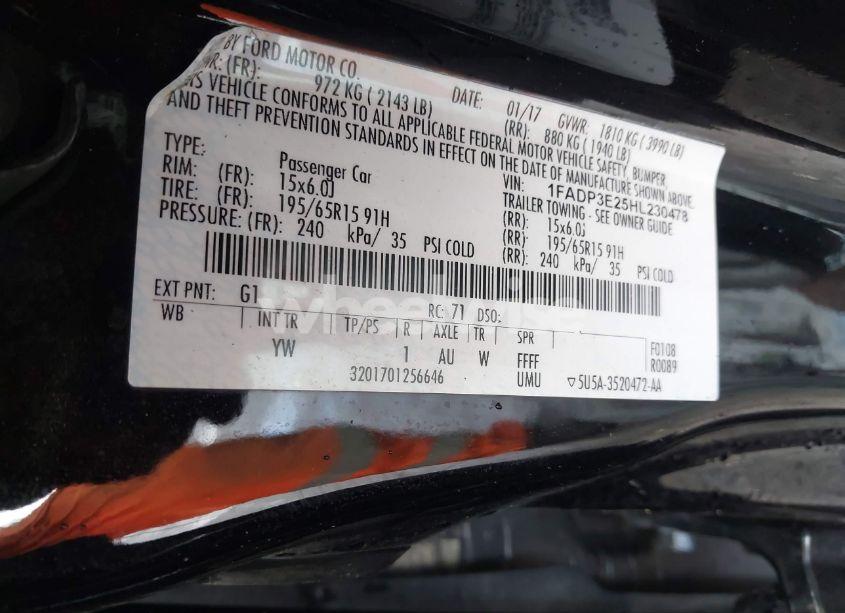 BY FORD MOTOR CO.
DATE: 01/17 GVWR: 1810 KG ( 3990 LB)
(FR): 972 KG ( 2143 LB) (RR): 880 KG ( 1940 LB)
VEHICLE CONFORMS TO ALL APPLICABLE FEDERAL MOTOR VEHICLE SAFETY, BUMPER,
AND THEFT PREVENTION STANDARDS IN EFFECT ON THE DATE OF MANUFACTURE SHOWN ABOVE.
VIN: 1FADP3E25HL230478
TYPE: Passenger Car TRAILER TOWING - SEE OWNER GUIDE
RIM: (FR): 15x6.0J (RR): 15x6.0J
TIRE: (FR): 195/65R15 91H (RR): 195/65R15 91H
PRESSURE: (FR): 240 kPa/ 35 PSI COLD (RR): 240 kPa/ 35 PSI COLD
EXT PNT: G1 RC: 71 DSO:
WB INT TR TP/PS R AXLE TR SPR F0108
YW 1 AU W FFFF R0089
3201701256646 UMU ▽5U5A-3520472-AA